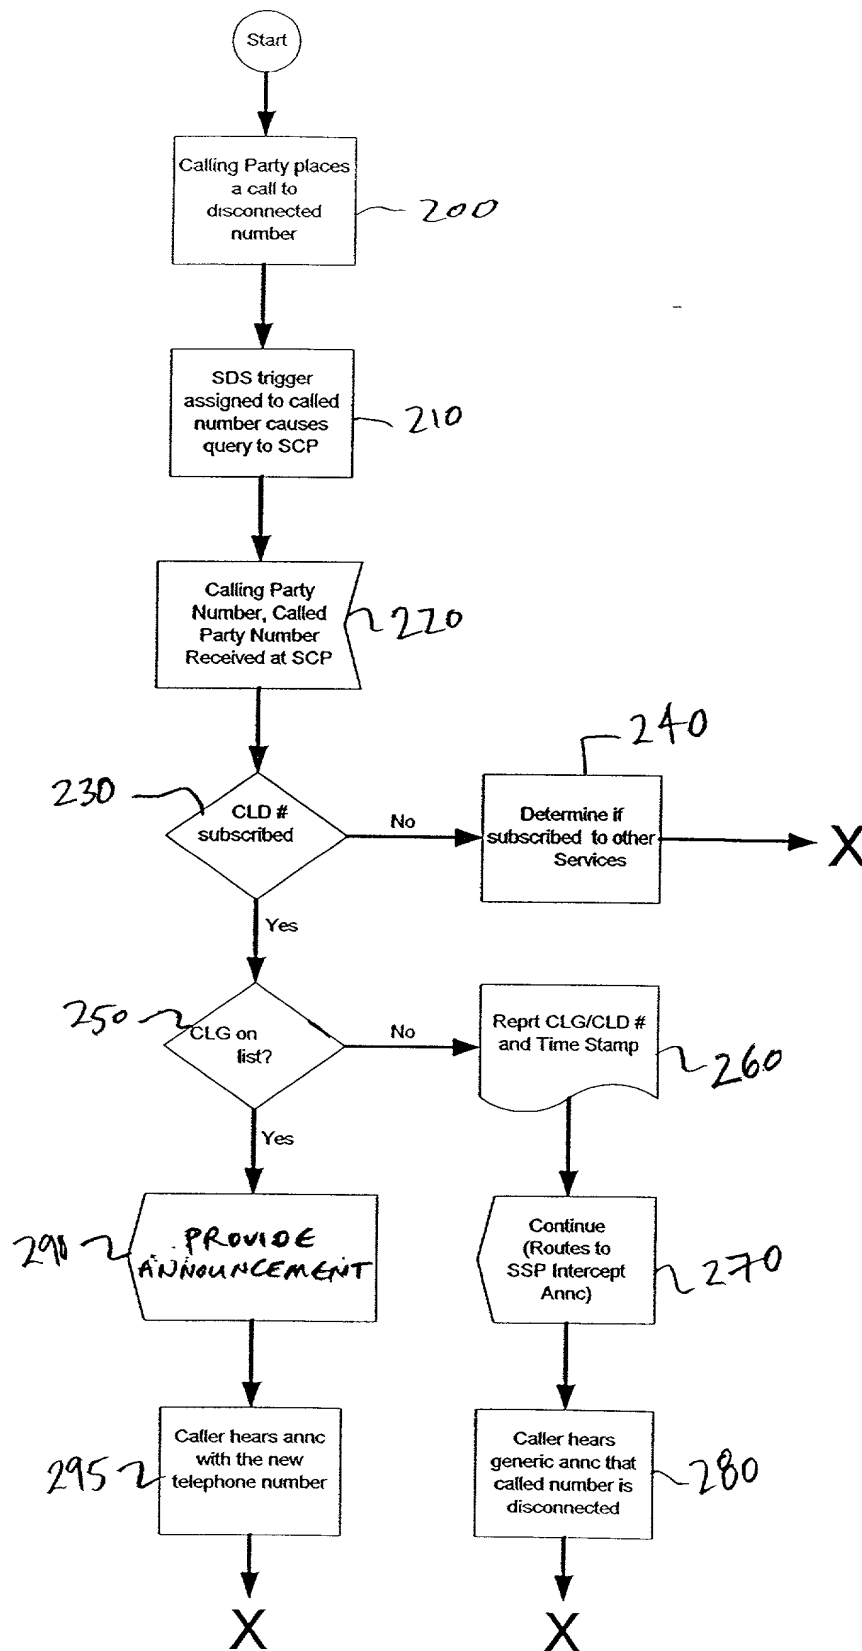 Start
Calling Party places
a call to
disconnected
number
200
SDS trigger
assigned to called
number causes
query to SCP
210
Calling Party
Number, Called
Party Number
Received at SCP
220
240
230
CLD #
subscribed
No
Determine if
subscribed to other
Services
X
Yes
250
CLG on
list?
No
Reprt CLG/CLD #
and Time Stamp
260
Yes
290
PROVIDE
ANNOUNCEMENT
Continue
(Routes to
SSP Intercept
Annc)
270
295
Caller hears annc
with the new
telephone number
Caller hears
generic annc that
called number is
disconnected
280
X
X